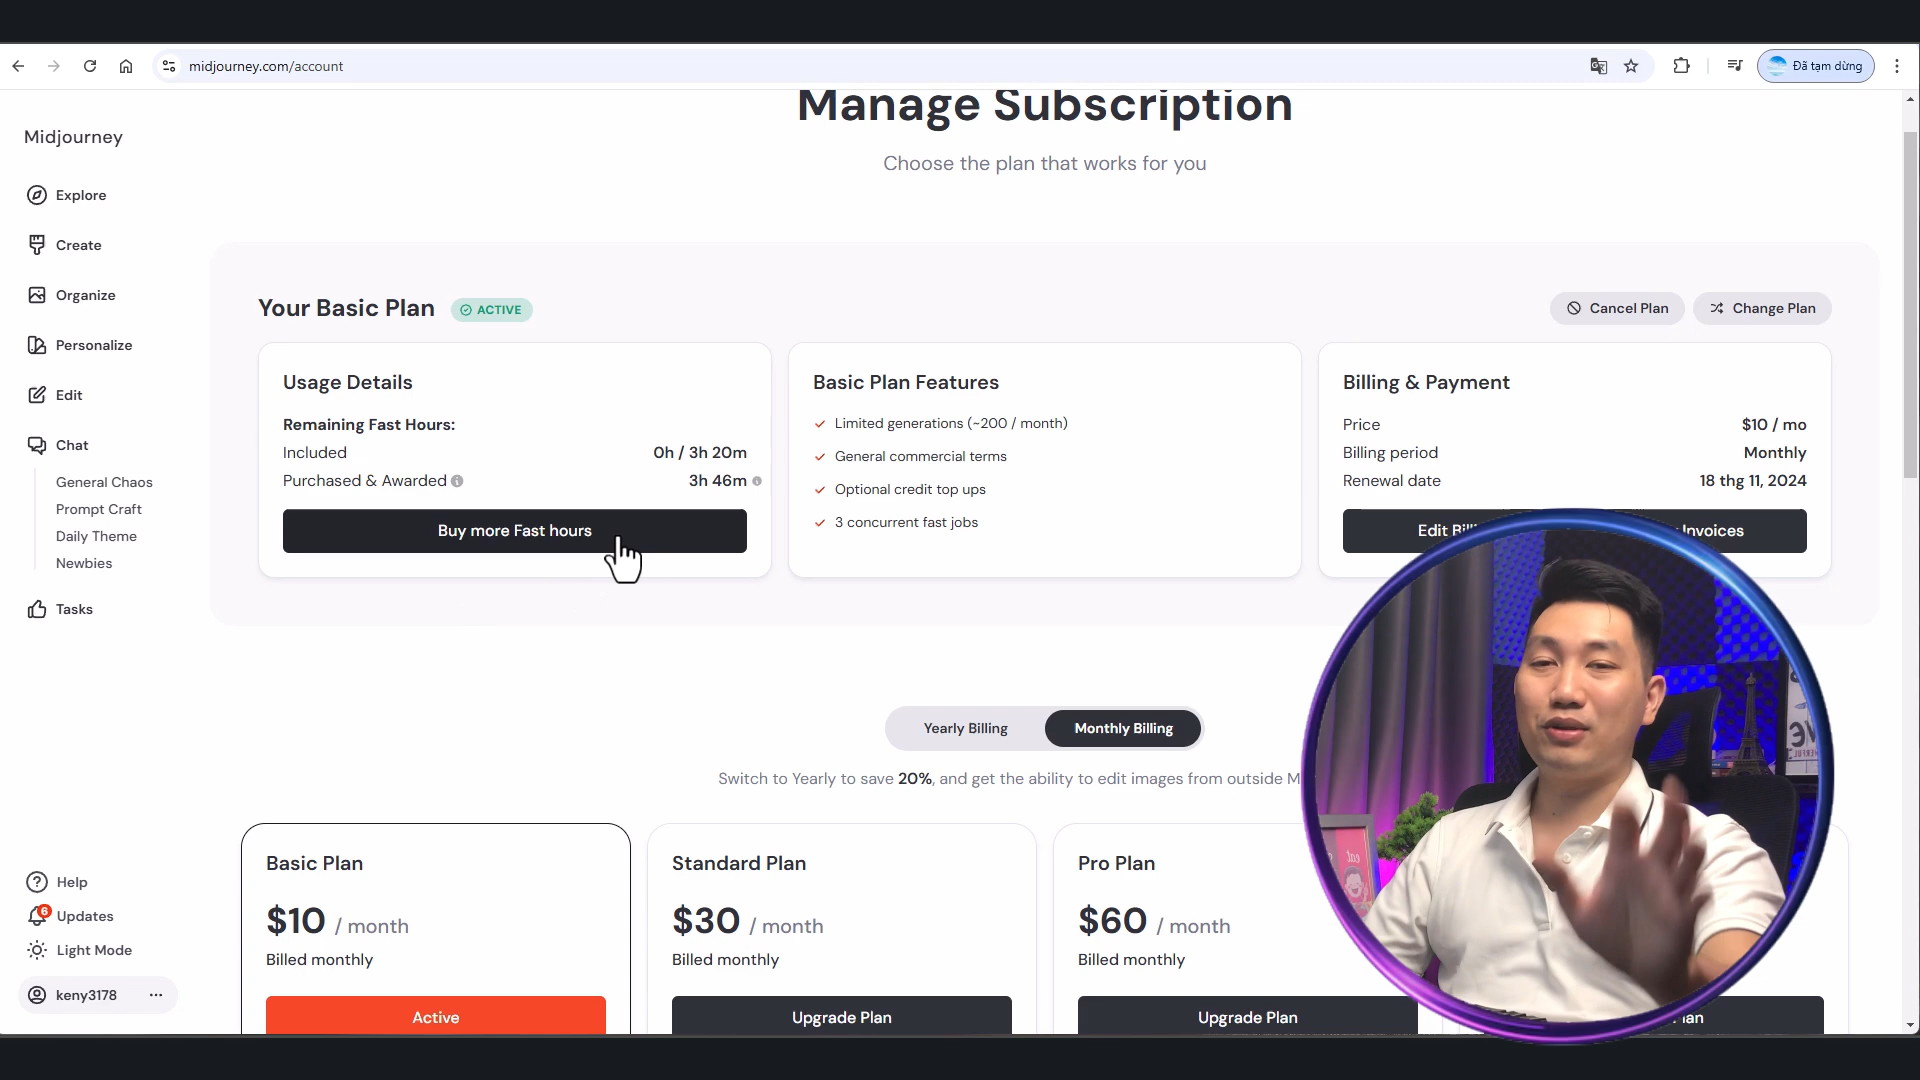 midjourney.com/account
Đã tạm dừng
Manage Subscription
Choose the plan that works for you
Midjourney
Explore
Create
Organize
Personalize
Edit
Chat
General Chaos
Prompt Craft
Daily Theme
Newbies
Tasks
Help
6
Updates
Light Mode
keny3178
Your Basic Plan
ACTIVE
Cancel Plan
Change Plan
Usage Details
Remaining Fast Hours:
Included 0h / 3h 20m
Purchased & Awarded 3h 46m
Buy more Fast hours
Basic Plan Features
Limited generations (~200 / month)
General commercial terms
Optional credit top ups
3 concurrent fast jobs
Billing & Payment
Price $10 / mo
Billing period Monthly
Renewal date 18 thg 11, 2024
Edit Invoices
Yearly Billing
Monthly Billing
Switch to Yearly to save 20%, and get the ability to edit images from outside
Basic Plan
$10 / month
Billed monthly
Active
Standard Plan
$30 / month
Billed monthly
Upgrade Plan
Pro Plan
$60 / month
Billed monthly
Upgrade Plan